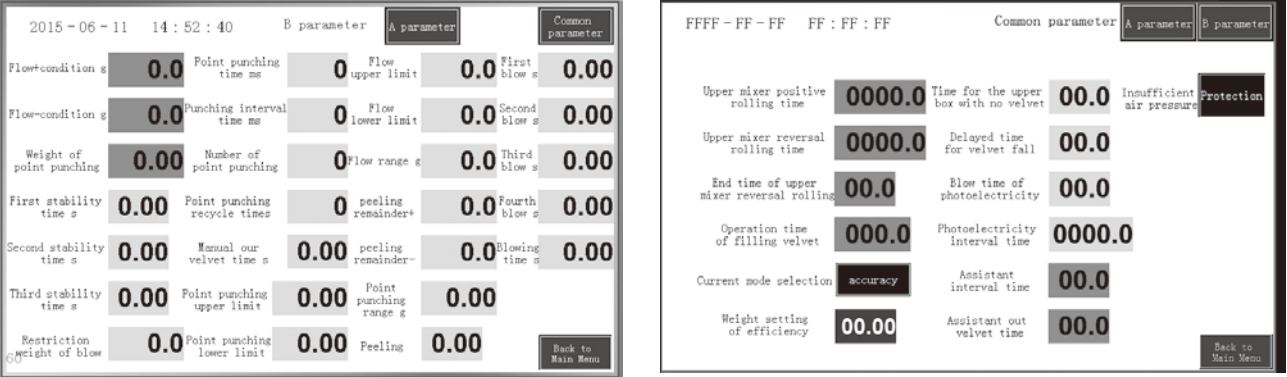 2015-06-11 14:52:40 B parameter A parameter Common
parameter
Flow+condition g 0.0 Point punching
time ms 0 Flow
upper limit 0.0 First
blow s 0.00
Flow-condition g 0.0 Punching interval
time ms 0 Flow
lower limit 0.0 Second
blow s 0.00
Weight of
point punching 0.00 Number of
point punching 0 Flow range g 0.0 Third
blow s 0.00
First stability
time s 0.00 Point punching
recycle times 0 peeling
remainder+ 0.0 Fourth
blow s 0.00
Second stability
time s 0.00 Manual our
velvet time s 0.00 peeling
remainder- 0.0 Blowing
time s 0.00
Third stability
time s 0.00 Point punching
upper limit 0.00 Point
punching
range g 0.00
Restriction
weight of blow 0.0 Point punching
lower limit 0.00 Peeling 0.00 Back to
Main Menu
60
FFFF-FF-FF FF:FF:FF Common parameter A parameter B parameter
Upper mixer positive
rolling time 0000.0 Time for the upper
box with no velvet 00.0 Insufficient
air pressure Protection
Upper mixer reversal
rolling time 0000.0 Delayed time
for velvet fall 00.0
End time of upper
mixer reversal rolling 00.0 Blow time of
photoelectricity 00.0
Operation time
of filling velvet 000.0 Photoelectricity
interval time 0000.0
Current mode selection accuracy Assistant
interval time 00.0
Weight setting
of efficiency 00.00 Assistant out
velvet time 00.0
Back to
Main Menu